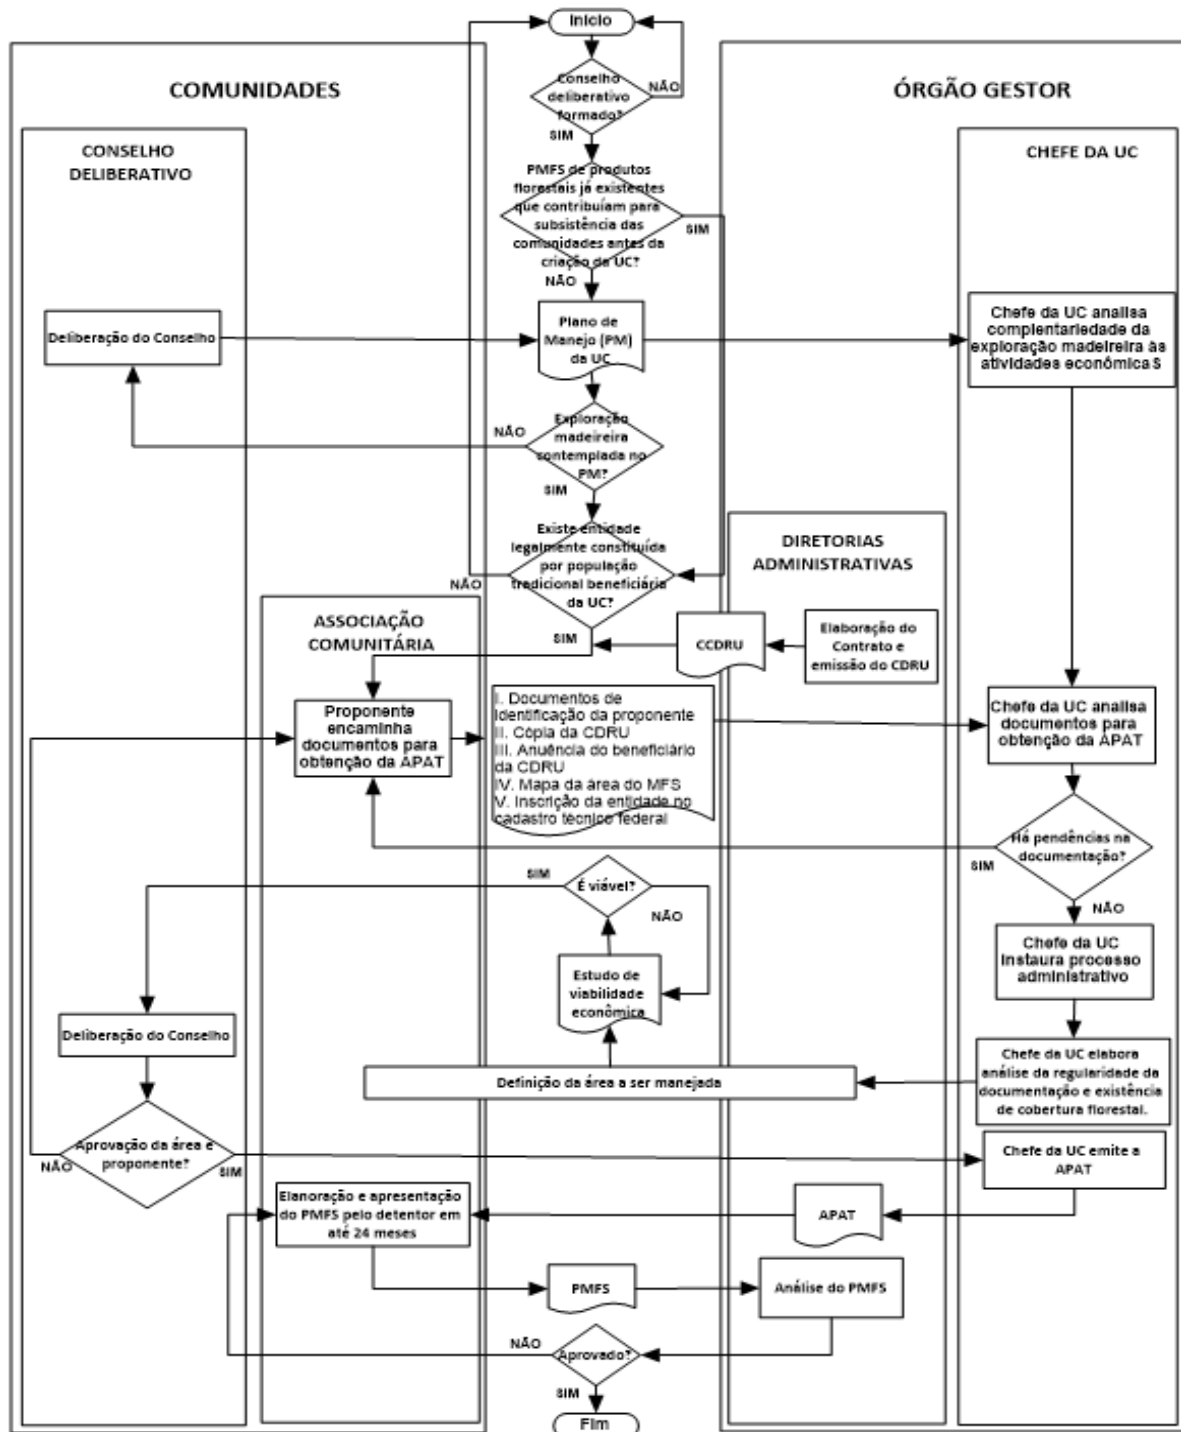 Início
COMUNIDADES
ÓRGÃO GESTOR
Conselho
deliberativo
formado?
NÃO
SIM
CONSELHO
DELIBERATIVO
CHEFE DA UC
PMFS de produtos
florestais já existentes
que contribuíam para
subsistência das
comunidades antes da
criação da UC?
SIM
NÃO
Deliberação do Conselho
Plano de
Manejo (PM)
da UC
Chefe da UC analisa
complentariedade da
exploração madeireira às
atividades econômicas
NÃO
Exploração
madeireira
contemplada no
PM?
SIM
Existe entidade
legalmente constituída
por população
tradicional beneficiária
da UC?
NÃO
SIM
DIRETORIAS
ADMINISTRATIVAS
ASSOCIAÇÃO
COMUNITÁRIA
CCDRU
Elaboração do
Contrato e
emissão do CDRU
Proponente
encaminha
documentos para
obtenção da APAT
I. Documentos de
identificação da proponente
II. Cópia da CDRU
III. Anuência do beneficiário
da CDRU
IV. Mapa da área do MFS
V. Inscrição da entidade no
cadastro técnico federal
Chefe da UC analisa
documentos para
obtenção da APAT
Há pendências na
documentação?
SIM
NÃO
SIM
É viável?
NÃO
Chefe da UC
instaura processo
administrativo
Estudo de
viabilidade
econômica
Deliberação do Conselho
Chefe da UC elabora
análise da regularidade da
documentação e existência
de cobertura florestal.
Definição da área a ser manejada
Aprovação da área e
proponente?
NÃO
SIM
Chefe da UC emite a
APAT
Elanoração e apresentação
do PMFS pelo detentor em
até 24 meses
APAT
PMFS
Análise do PMFS
NÃO
Aprovado?
SIM
Fim